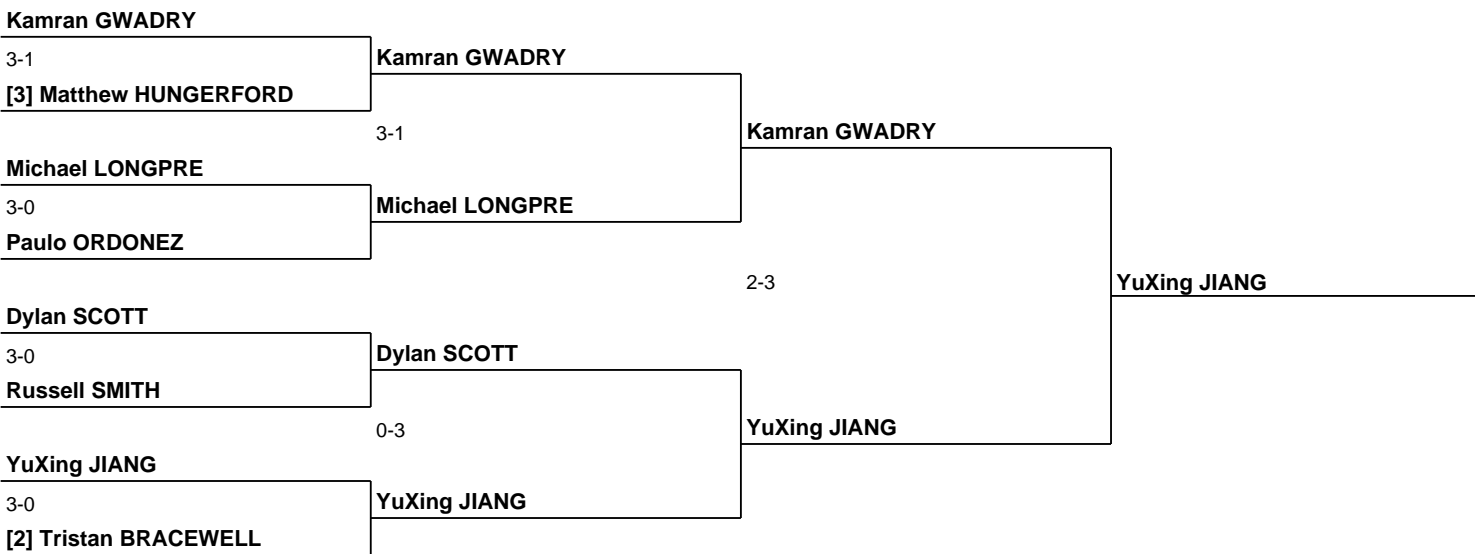 Kamran GWADRY
3-1
Kamran GWADRY
[3] Matthew HUNGERFORD
3-1
Kamran GWADRY
Michael LONGPRE
3-0
Michael LONGPRE
Paulo ORDONEZ
2-3
YuXing JIANG
Dylan SCOTT
3-0
Dylan SCOTT
Russell SMITH
0-3
YuXing JIANG
YuXing JIANG
3-0
YuXing JIANG
[2] Tristan BRACEWELL